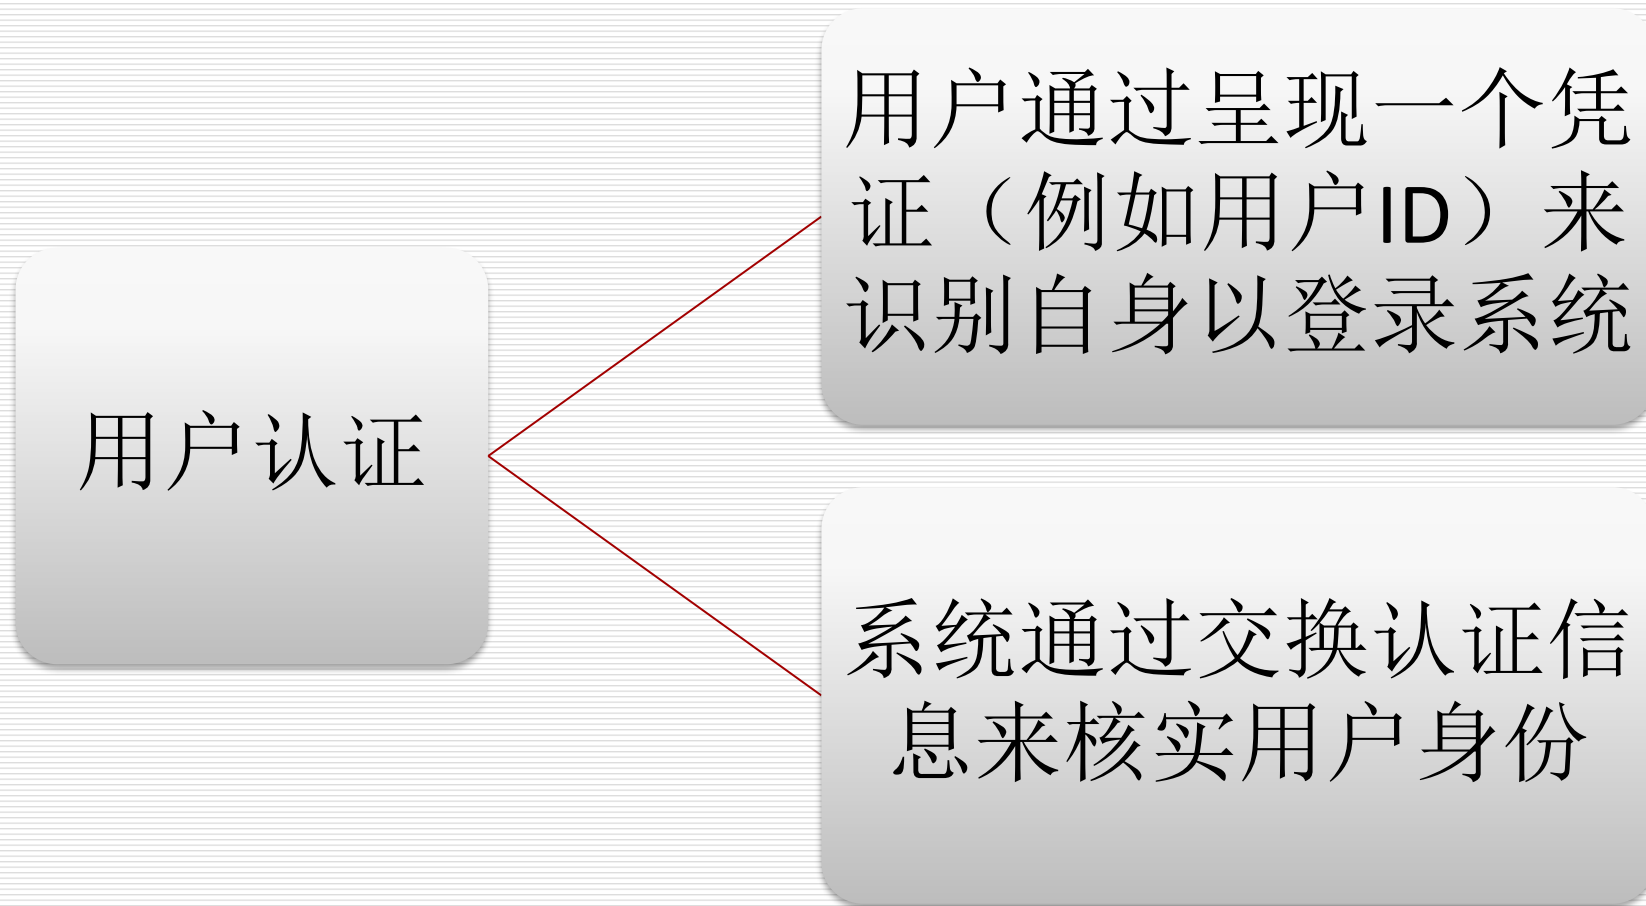 用户通过呈现一个凭
证（例如用户ID）来
识别自身以登录系统
用户认证
系统通过交换认证信
息来核实用户身份